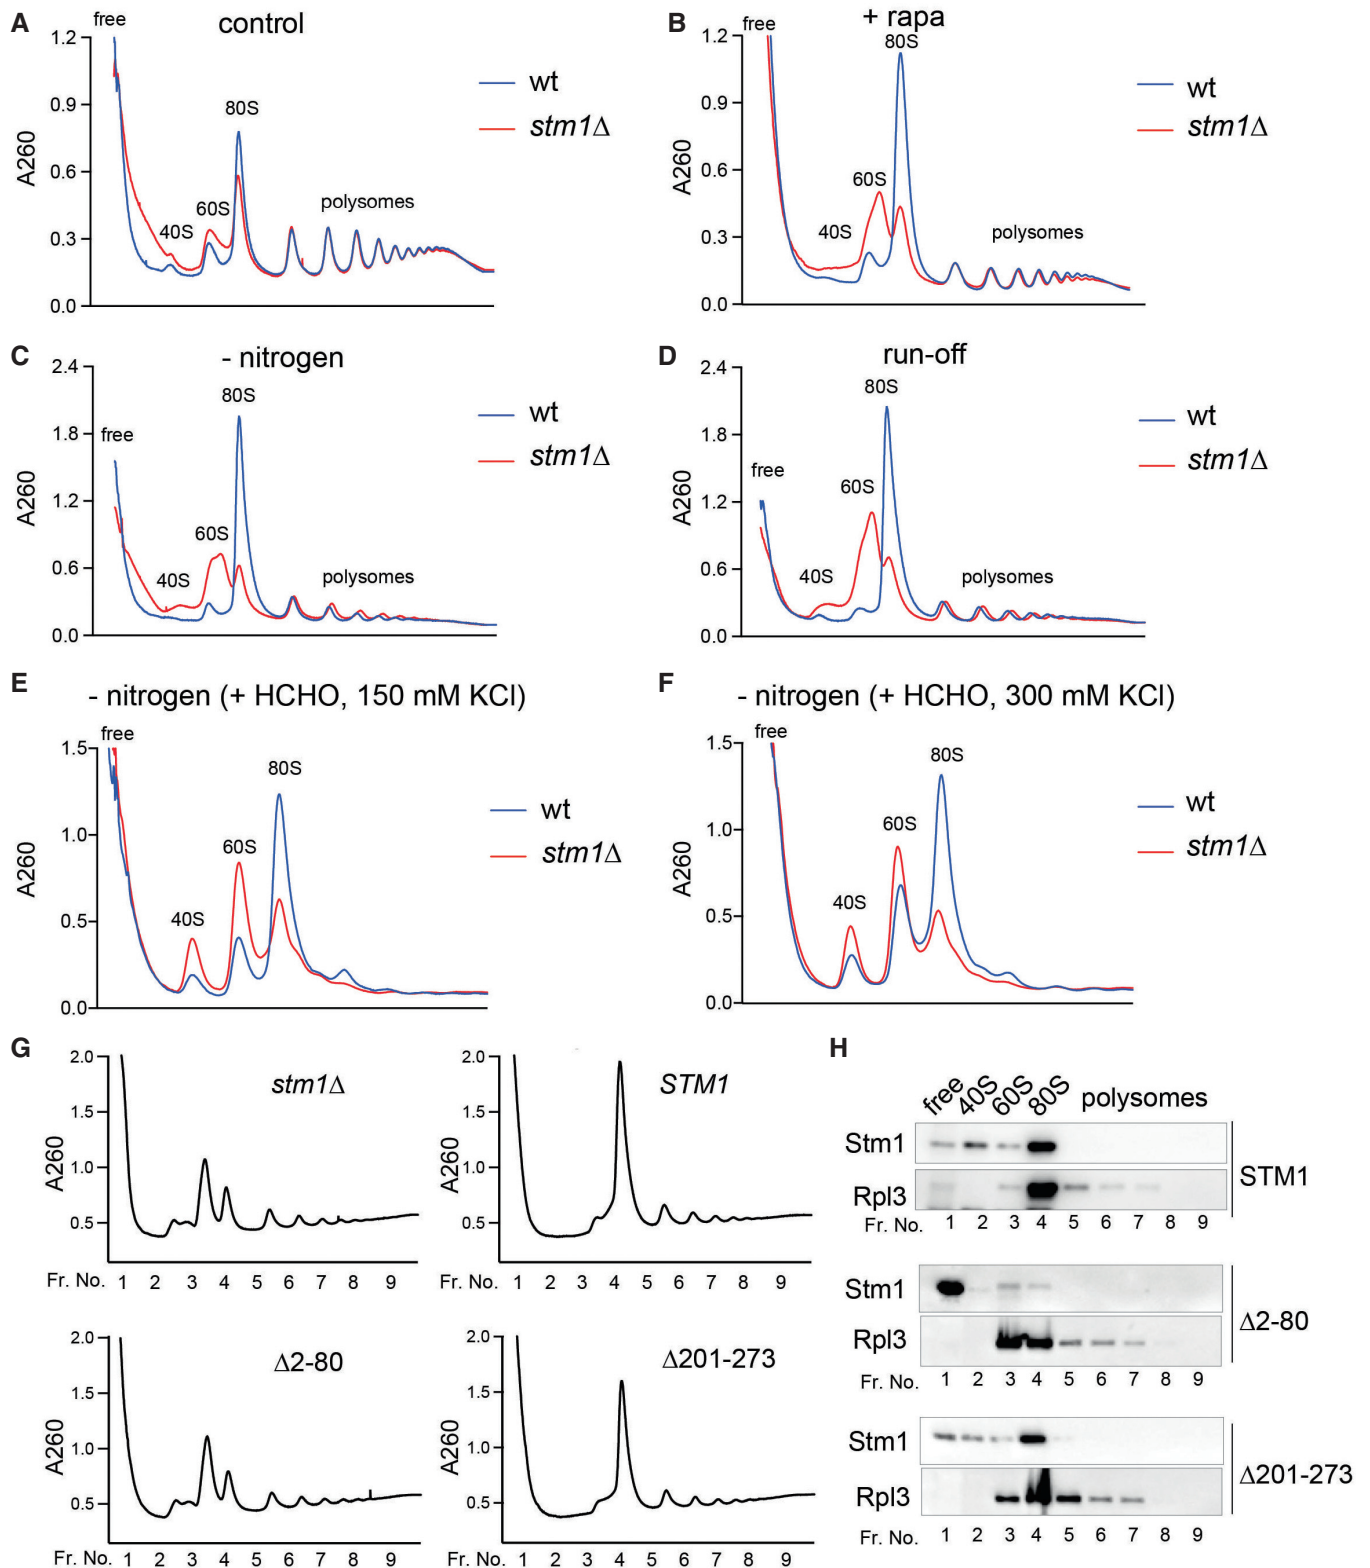 A
control
free
1.2
0.9
0.6
0.3
0.0
A260
40S
60S
80S
polysomes
wt
stm1Δ
B
+ rapa
free
1.2
0.9
0.6
0.3
0.0
A260
40S
60S
80S
polysomes
wt
stm1Δ
C
- nitrogen
free
2.4
1.8
1.2
0.6
0.0
A260
40S
60S
80S
polysomes
wt
stm1Δ
D
run-off
free
2.4
1.8
1.2
0.6
0.0
A260
40S
60S
80S
polysomes
wt
stm1Δ
E
- nitrogen (+ HCHO, 150 mM KCl)
free
1.5
1.0
0.5
0.0
A260
40S
60S
80S
wt
stm1Δ
F
- nitrogen (+ HCHO, 300 mM KCl)
free
1.5
1.0
0.5
0.0
A260
40S
60S
80S
wt
stm1Δ
G
2.0
1.5
1.0
0.5
A260
stm1Δ
Fr. No. 1 2 3 4 5 6 7 8 9
2.0
1.5
1.0
0.5
A260
STM1
1 2 3 4 5 6 7 8 9
2.0
1.5
1.0
0.5
A260
Δ2-80
Fr. No. 1 2 3 4 5 6 7 8 9
2.0
1.5
1.0
0.5
A260
Δ201-273
1 2 3 4 5 6 7 8 9
H
free 40S 60S 80S polysomes
Stm1
Rpl3
STM1
Fr. No. 1 2 3 4 5 6 7 8 9
Stm1
Rpl3
Δ2-80
Fr. No. 1 2 3 4 5 6 7 8 9
Stm1
Rpl3
Δ201-273
Fr. No. 1 2 3 4 5 6 7 8 9